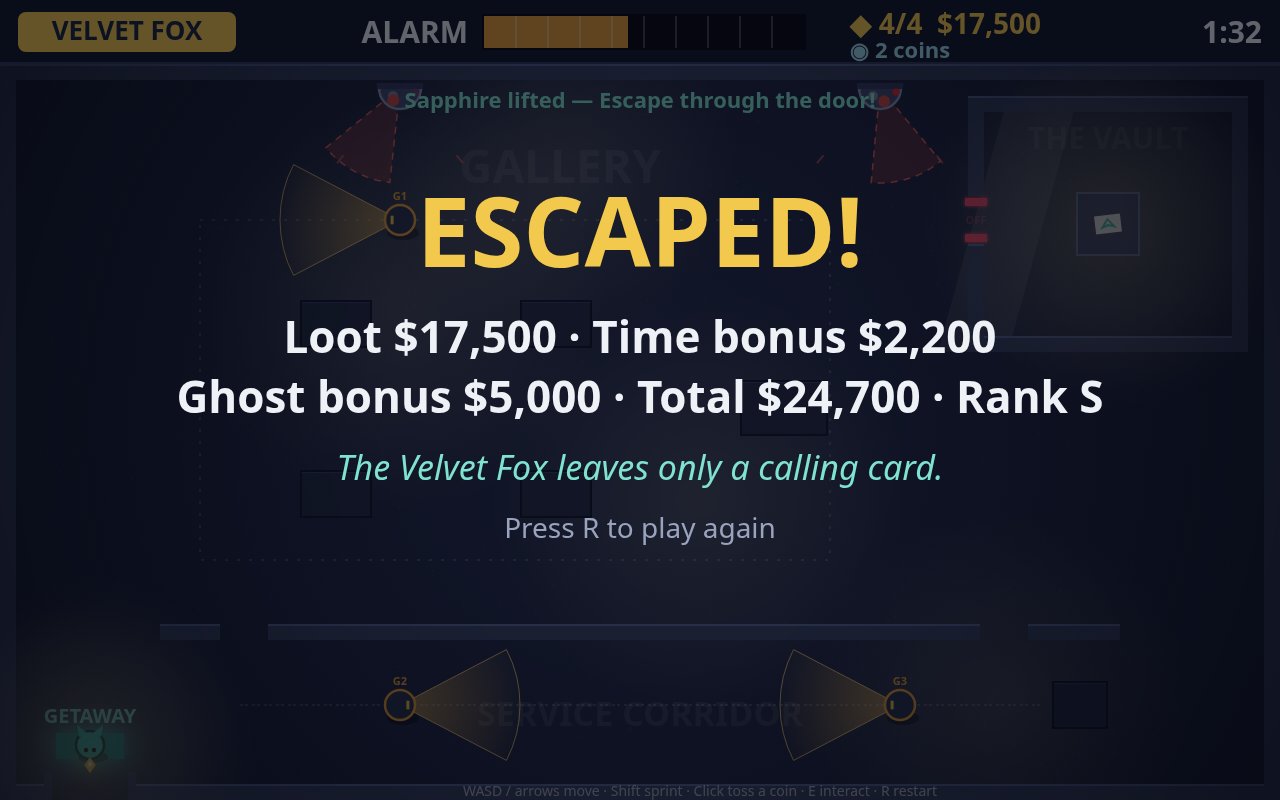 VELVET FOX
ALARM
◆ 4/4 $17,500
◉ 2 coins
1:32
Sapphire lifted — Escape through the door!
GALLERY
THE VAULT
G1
OFF
ESCAPED!
Loot $17,500 · Time bonus $2,200
Ghost bonus $5,000 · Total $24,700 · Rank S
The Velvet Fox leaves only a calling card.
Press R to play again
G2
G3
SERVICE CORRIDOR
GETAWAY
WASD / arrows move · Shift sprint · Click toss a coin · E interact · R restart